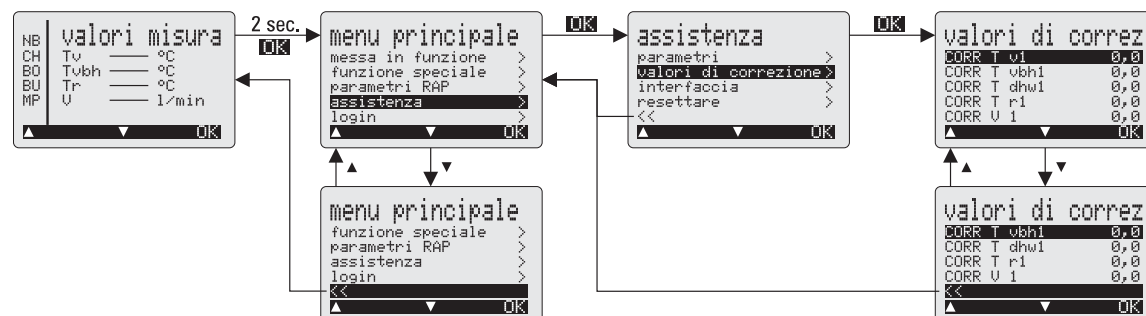 NB
CH
BO
BU
MP
valori misura
Tv —— °C
Tvbh —— °C
Tr —— °C
V —— l/min
▲ ▼ OK
2 sec.
OK
menu principale
messa in funzione >
funzione speciale >
parametri RAP >
assistenza >
login >
▲ ▼ OK
OK
assistenza
parametri >
valori di correzione >
interfaccia >
resettare >
<<
▲ ▼ OK
OK
valori di correz
CORR T v1 0,0
CORR T vbh1 0,0
CORR T dhw1 0,0
CORR T r1 0,0
CORR V 1 0,0
▲ ▼ OK
▲ ▼
▲ ▼
menu principale
funzione speciale >
parametri RAP >
assistenza >
login >
<<
▲ ▼ OK
valori di correz
CORR T vbh1 0,0
CORR T dhw1 0,0
CORR T r1 0,0
CORR V 1 0,0
<<
▲ ▼ OK